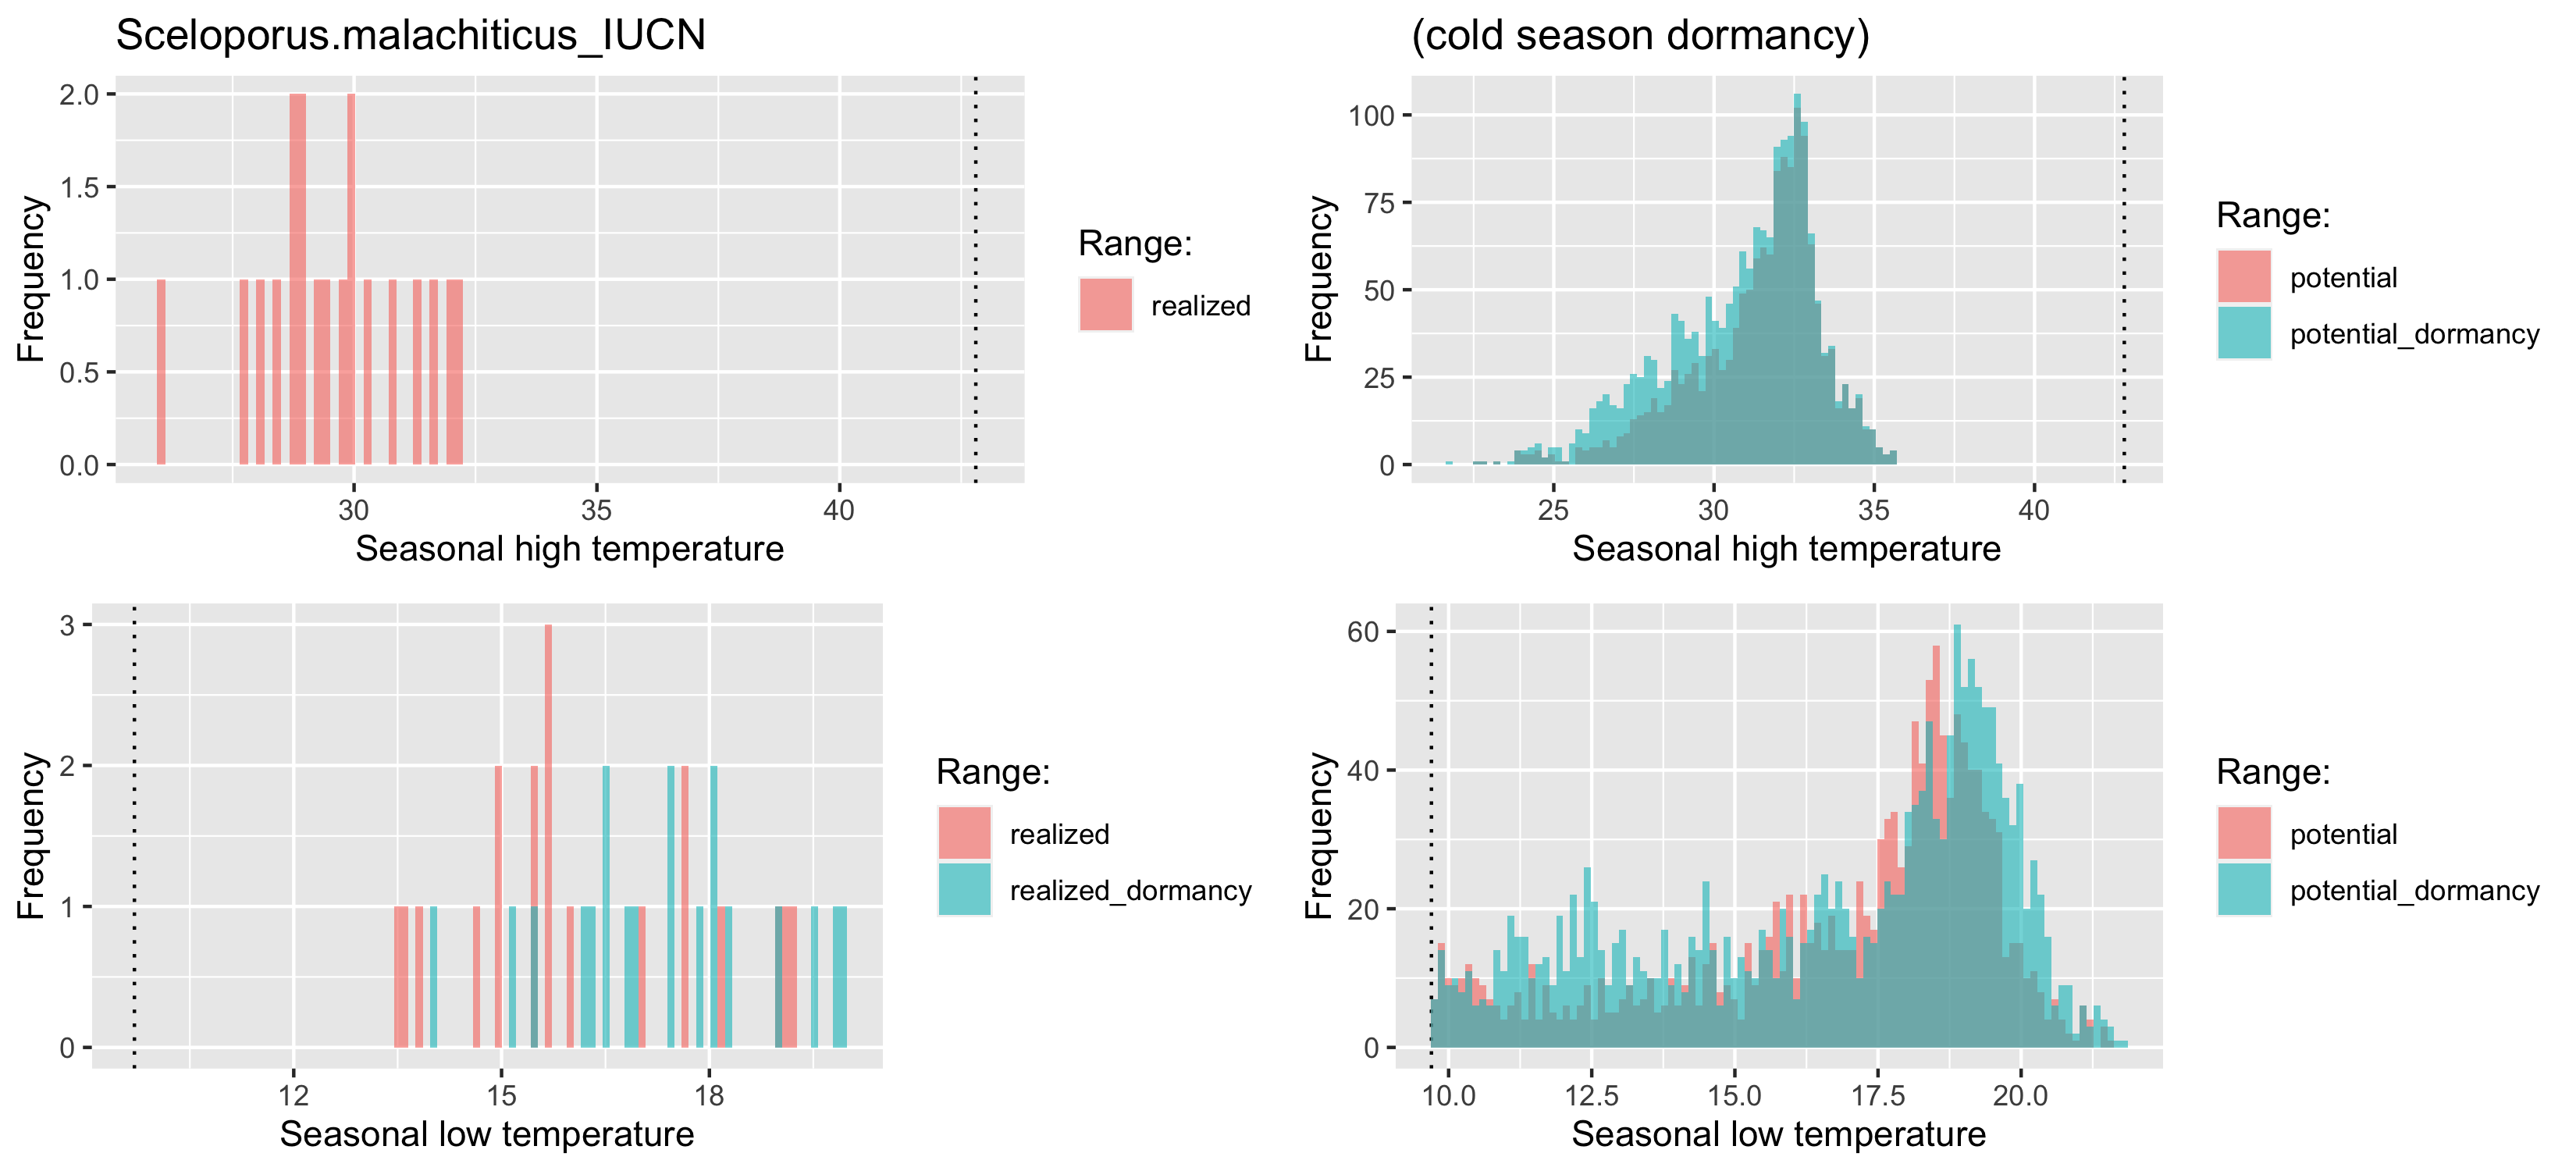 Sceloporus.malachiticus_IUCN
2.0
1.5
1.0
0.5
0.0
Frequency
30 35 40
Seasonal high temperature
Range:
realized
(cold season dormancy)
100
75
50
25
0
Frequency
25 30 35 40
Seasonal high temperature
Range:
potential
potential_dormancy
3
2
1
0
Frequency
12 15 18
Seasonal low temperature
Range:
realized
realized_dormancy
60
40
20
0
Frequency
10.0 12.5 15.0 17.5 20.0
Seasonal low temperature
Range:
potential
potential_dormancy